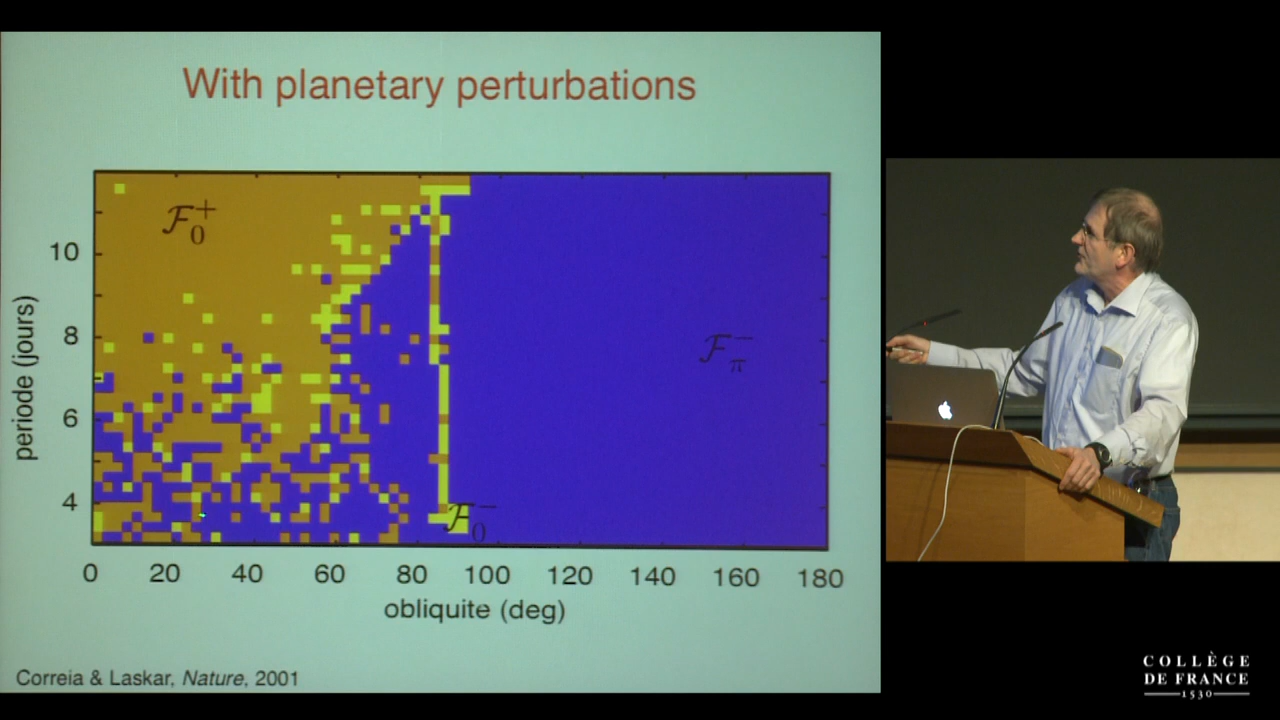 With planetary perturbations
periode (jours)
10
8
6
4
F₀⁺
F_π⁻
F₀⁻
0 20 40 60 80 100 120 140 160 180
obliquite (deg)
Correia & Laskar, Nature, 2001
COLLÈGE
DE FRANCE
1530